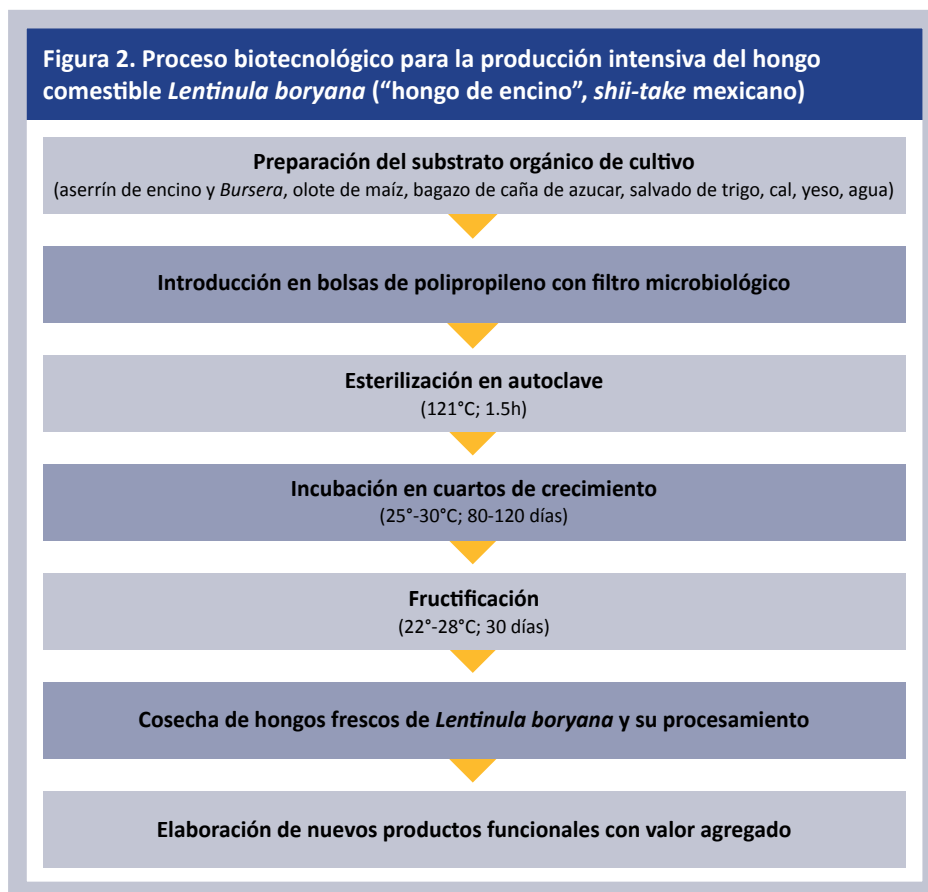 Figura 2. Proceso biotecnológico para la producción intensiva del hongo
comestible Lentinula boryana (“hongo de encino”, shii-take mexicano)
Preparación del substrato orgánico de cultivo
(aserrín de encino y Bursera, olote de maíz, bagazo de caña de azucar, salvado de trigo, cal, yeso, agua)
Introducción en bolsas de polipropileno con filtro microbiológico
Esterilización en autoclave
(121°C; 1.5h)
Incubación en cuartos de crecimiento
(25°-30°C; 80-120 días)
Fructificación
(22°-28°C; 30 días)
Cosecha de hongos frescos de Lentinula boryana y su procesamiento
Elaboración de nuevos productos funcionales con valor agregado